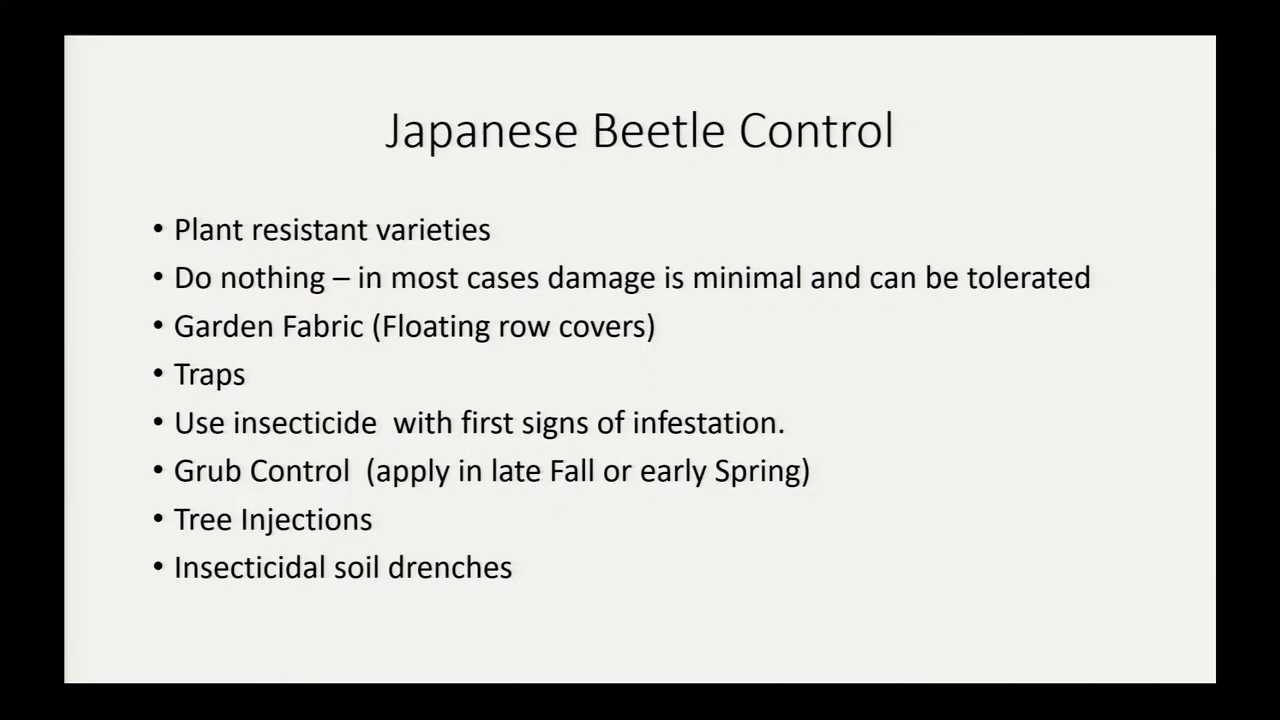 Japanese Beetle Control
• Plant resistant varieties
• Do nothing – in most cases damage is minimal and can be tolerated
• Garden Fabric (Floating row covers)
• Traps
• Use insecticide  with first signs of infestation.
• Grub Control  (apply in late Fall or early Spring)
• Tree Injections
• Insecticidal soil drenches